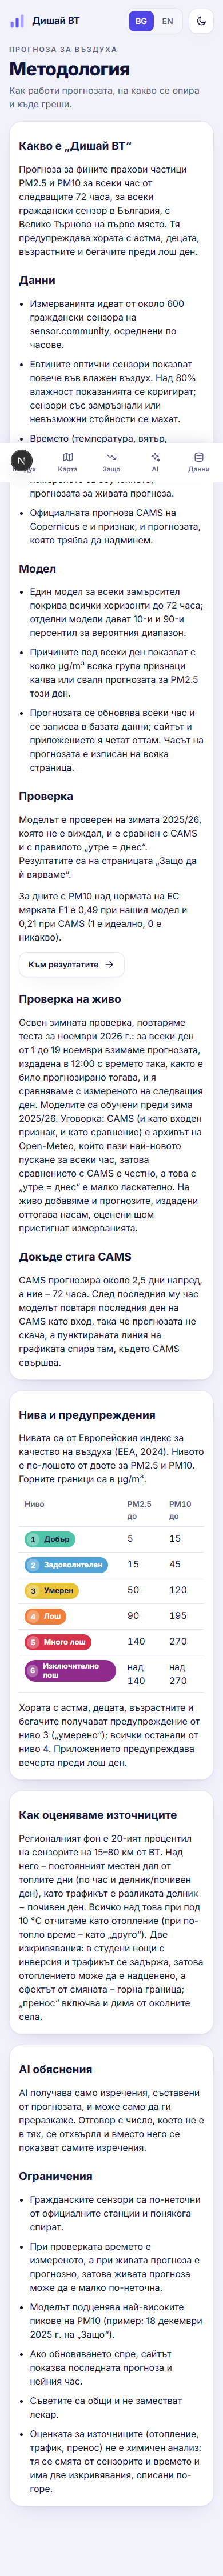 Дишай ВТ
BG EN
ПРОГНОЗА ЗА ВЪЗДУХА
Методология
Как работи прогнозата, на какво се опира
и къде греши.
Какво е „Дишай ВТ“
Прогноза за фините прахови частици
PM2.5 и PM10 за всеки час от
следващите 72 часа, за всеки
граждански сензор в България, с
Велико Търново на първо място. Тя
предупреждава хората с астма, децата,
възрастните и бегачите преди лош ден.
Данни
• Измерванията идват от около 600
граждански сензора на
sensor.community, осреднени по
часове.
• Евтините оптични сензори показват
повече във влажен въздух. Над 80%
влажност показанията се коригират;
сензори със замръзнали или
невъзможни стойности се махат.
• Времето (температура, вятър,
N
Карта
Защо
AI
Данни
прогнозата за живата прогноза.
• Официалната прогноза CAMS на
Copernicus е и признак, и прогнозата,
която трябва да надминем.
Модел
• Един модел за всеки замърсител
покрива всички хоризонти до 72 часа;
отделни модели дават 10-и и 90-и
персентил за вероятния диапазон.
• Причините под всеки ден показват с
колко µg/m³ всяка група признаци
качва или сваля прогнозата за PM2.5
този ден.
• Прогнозата се обновява всеки час и
се записва в базата данни; сайтът и
приложението я четат оттам. Часът на
прогнозата е изписан на всяка
страница.
Проверка
Моделът е проверен на зимата 2025/26,
която не е виждал, и е сравнен с CAMS
и с правилото „утре = днес“.
Резултатите са на страницата „Защо да
ѝ вярваме“.
За дните с PM10 над нормата на ЕС
мярката F1 е 0,49 при нашия модел и
0,21 при CAMS (1 е идеално, 0 е
никакво).
Към резултатите →
Проверка на живо
Освен зимната проверка, повтаряме
теста за ноември 2026 г.: за всеки ден
от 1 до 19 ноември взимаме прогнозата,
издадена в 12:00 с времето така, както е
било прогнозирано тогава, и я
сравняваме с измереното на следващия
ден. Моделите са обучени преди зима
2025/26. Уговорка: CAMS (и като входен
признак, и като сравнение) е архивът на
Open-Meteo, който пази най-новото
пускане за всеки час, затова
сравнението с CAMS е честно, а това с
„утре = днес“ е малко ласкателно. На
живо добавяме и прогнозите, издадени
оттогава насам, оценени щом
пристигнат измерванията.
Докъде стига CAMS
CAMS прогнозира около 2,5 дни напред,
а ние – 72 часа. След последния му час
моделът повтаря последния ден на
CAMS като вход, така че прогнозата не
скача, а пунктираната линия на
графиката спира там, където CAMS
свършва.
Нива и предупреждения
Нивата са от Европейския индекс за
качество на въздуха (EEA, 2024). Нивото
е по-лошото от двете за PM2.5 и PM10.
Горните граници са в µg/m³.
Ниво PM2.5 до PM10 до
1 Добър 5 15
2 Задоволителен 15 45
3 Умерен 50 120
4 Лош 90 195
5 Много лош 140 270
6 Изключително лош над 140 над 270
Хората с астма, децата, възрастните и
бегачите получават предупреждение от
ниво 3 („умерено“); всички останали от
ниво 4. Приложението предупреждава
вечерта преди лош ден.
Как оценяваме източниците
Регионалният фон е 20-ият процентил
на сензорите на 15–80 км от ВТ. Над
него – постоянният местен дял от
топлите дни (по час и делник/почивен
ден), като трафикът е разликата делник
− почивен ден. Всичко над това при под
10 °C отчитаме като отопление (при по-
топло време – като „друго“). Две
изкривявания: в студени нощи с
инверсия и трафикът се задържа, затова
отоплението може да е надценено, а
ефектът от смяната – горна граница;
„пренос“ включва и дима от околните
села.
AI обяснения
AI получава само изречения, съставени
от прогнозата, и може само да ги
преразкаже. Отговор с число, което не е
в тях, се отхвърля и вместо него се
показват самите изречения.
Ограничения
• Гражданските сензори са по-неточни
от официалните станции и понякога
спират.
• При проверката времето е
измереното, а при живата прогноза е
прогнозно, затова живата прогноза
може да е малко по-неточна.
• Моделът подценява най-високите
пикове на PM10 (пример: 18 декември
2025 г. на „Защо“).
• Ако обновяването спре, сайтът
показва последната прогноза и
нейния час.
• Съветите са общи и не заместват
лекар.
• Оценката за източниците (отопление,
трафик, пренос) не е химичен анализ:
тя се смята от сензорите и времето и
има две изкривявания, описани по-
горе.